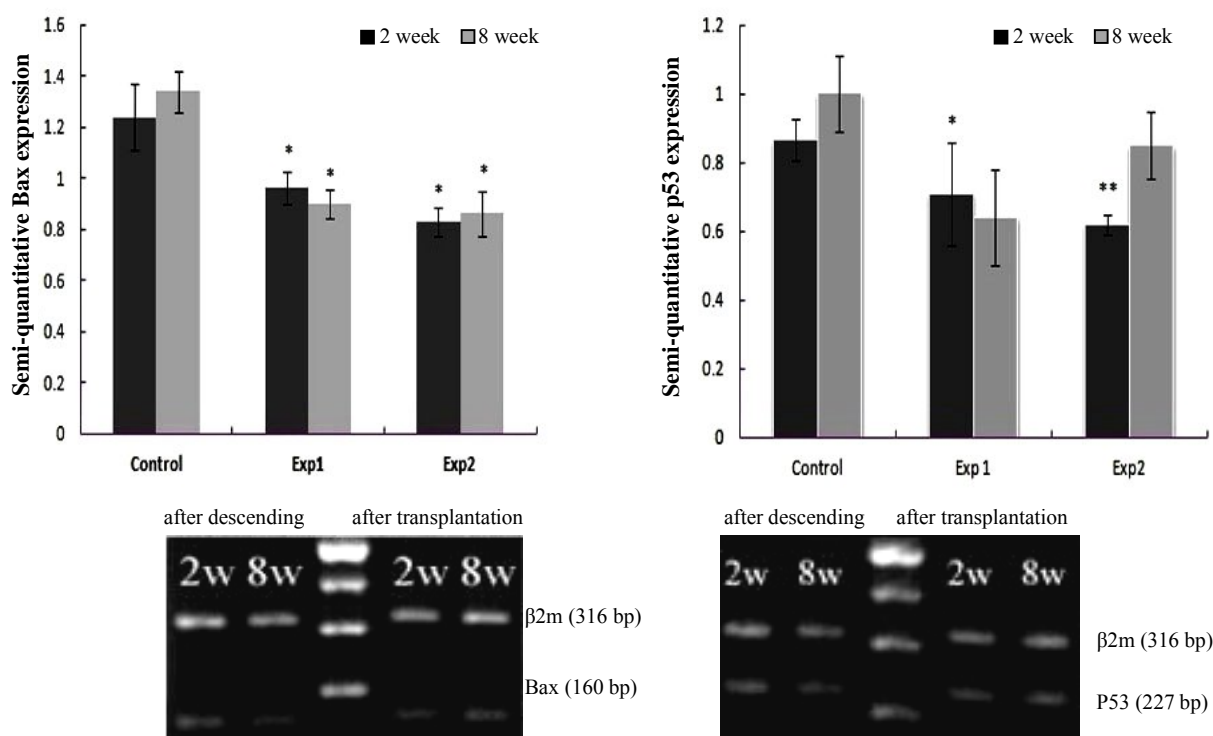 Semi-quantitative Bax expression
1.6
1.4
1.2
1
0.8
0.6
0.4
0.2
0
2 week 8 week
* * * *
Control Exp1 Exp2
Semi-quantitative p53 expression
1.2
1
0.8
0.6
0.4
0.2
0
2 week 8 week
* **
Control Exp 1 Exp2
after descending after transplantation
2w 8w 2w 8w
β2m (316 bp)
Bax (160 bp)
after descending after transplantation
2w 8w 2w 8w
β2m (316 bp)
P53 (227 bp)